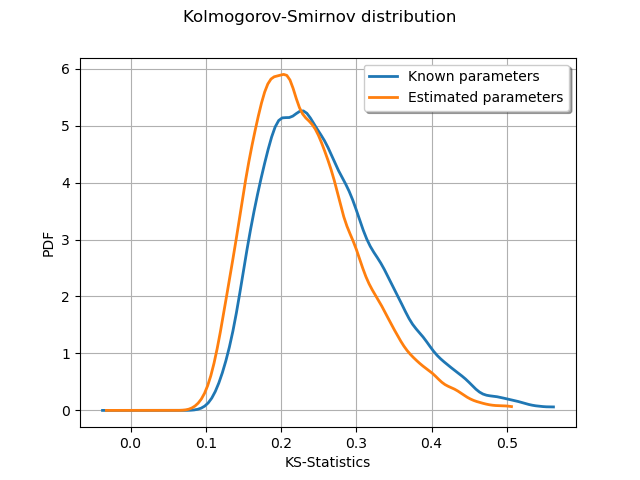 Kolmogorov-Smirnov distribution
Known parameters
Estimated parameters
6
5
4
3
2
1
0
PDF
0.0 0.1 0.2 0.3 0.4 0.5
KS-Statistics